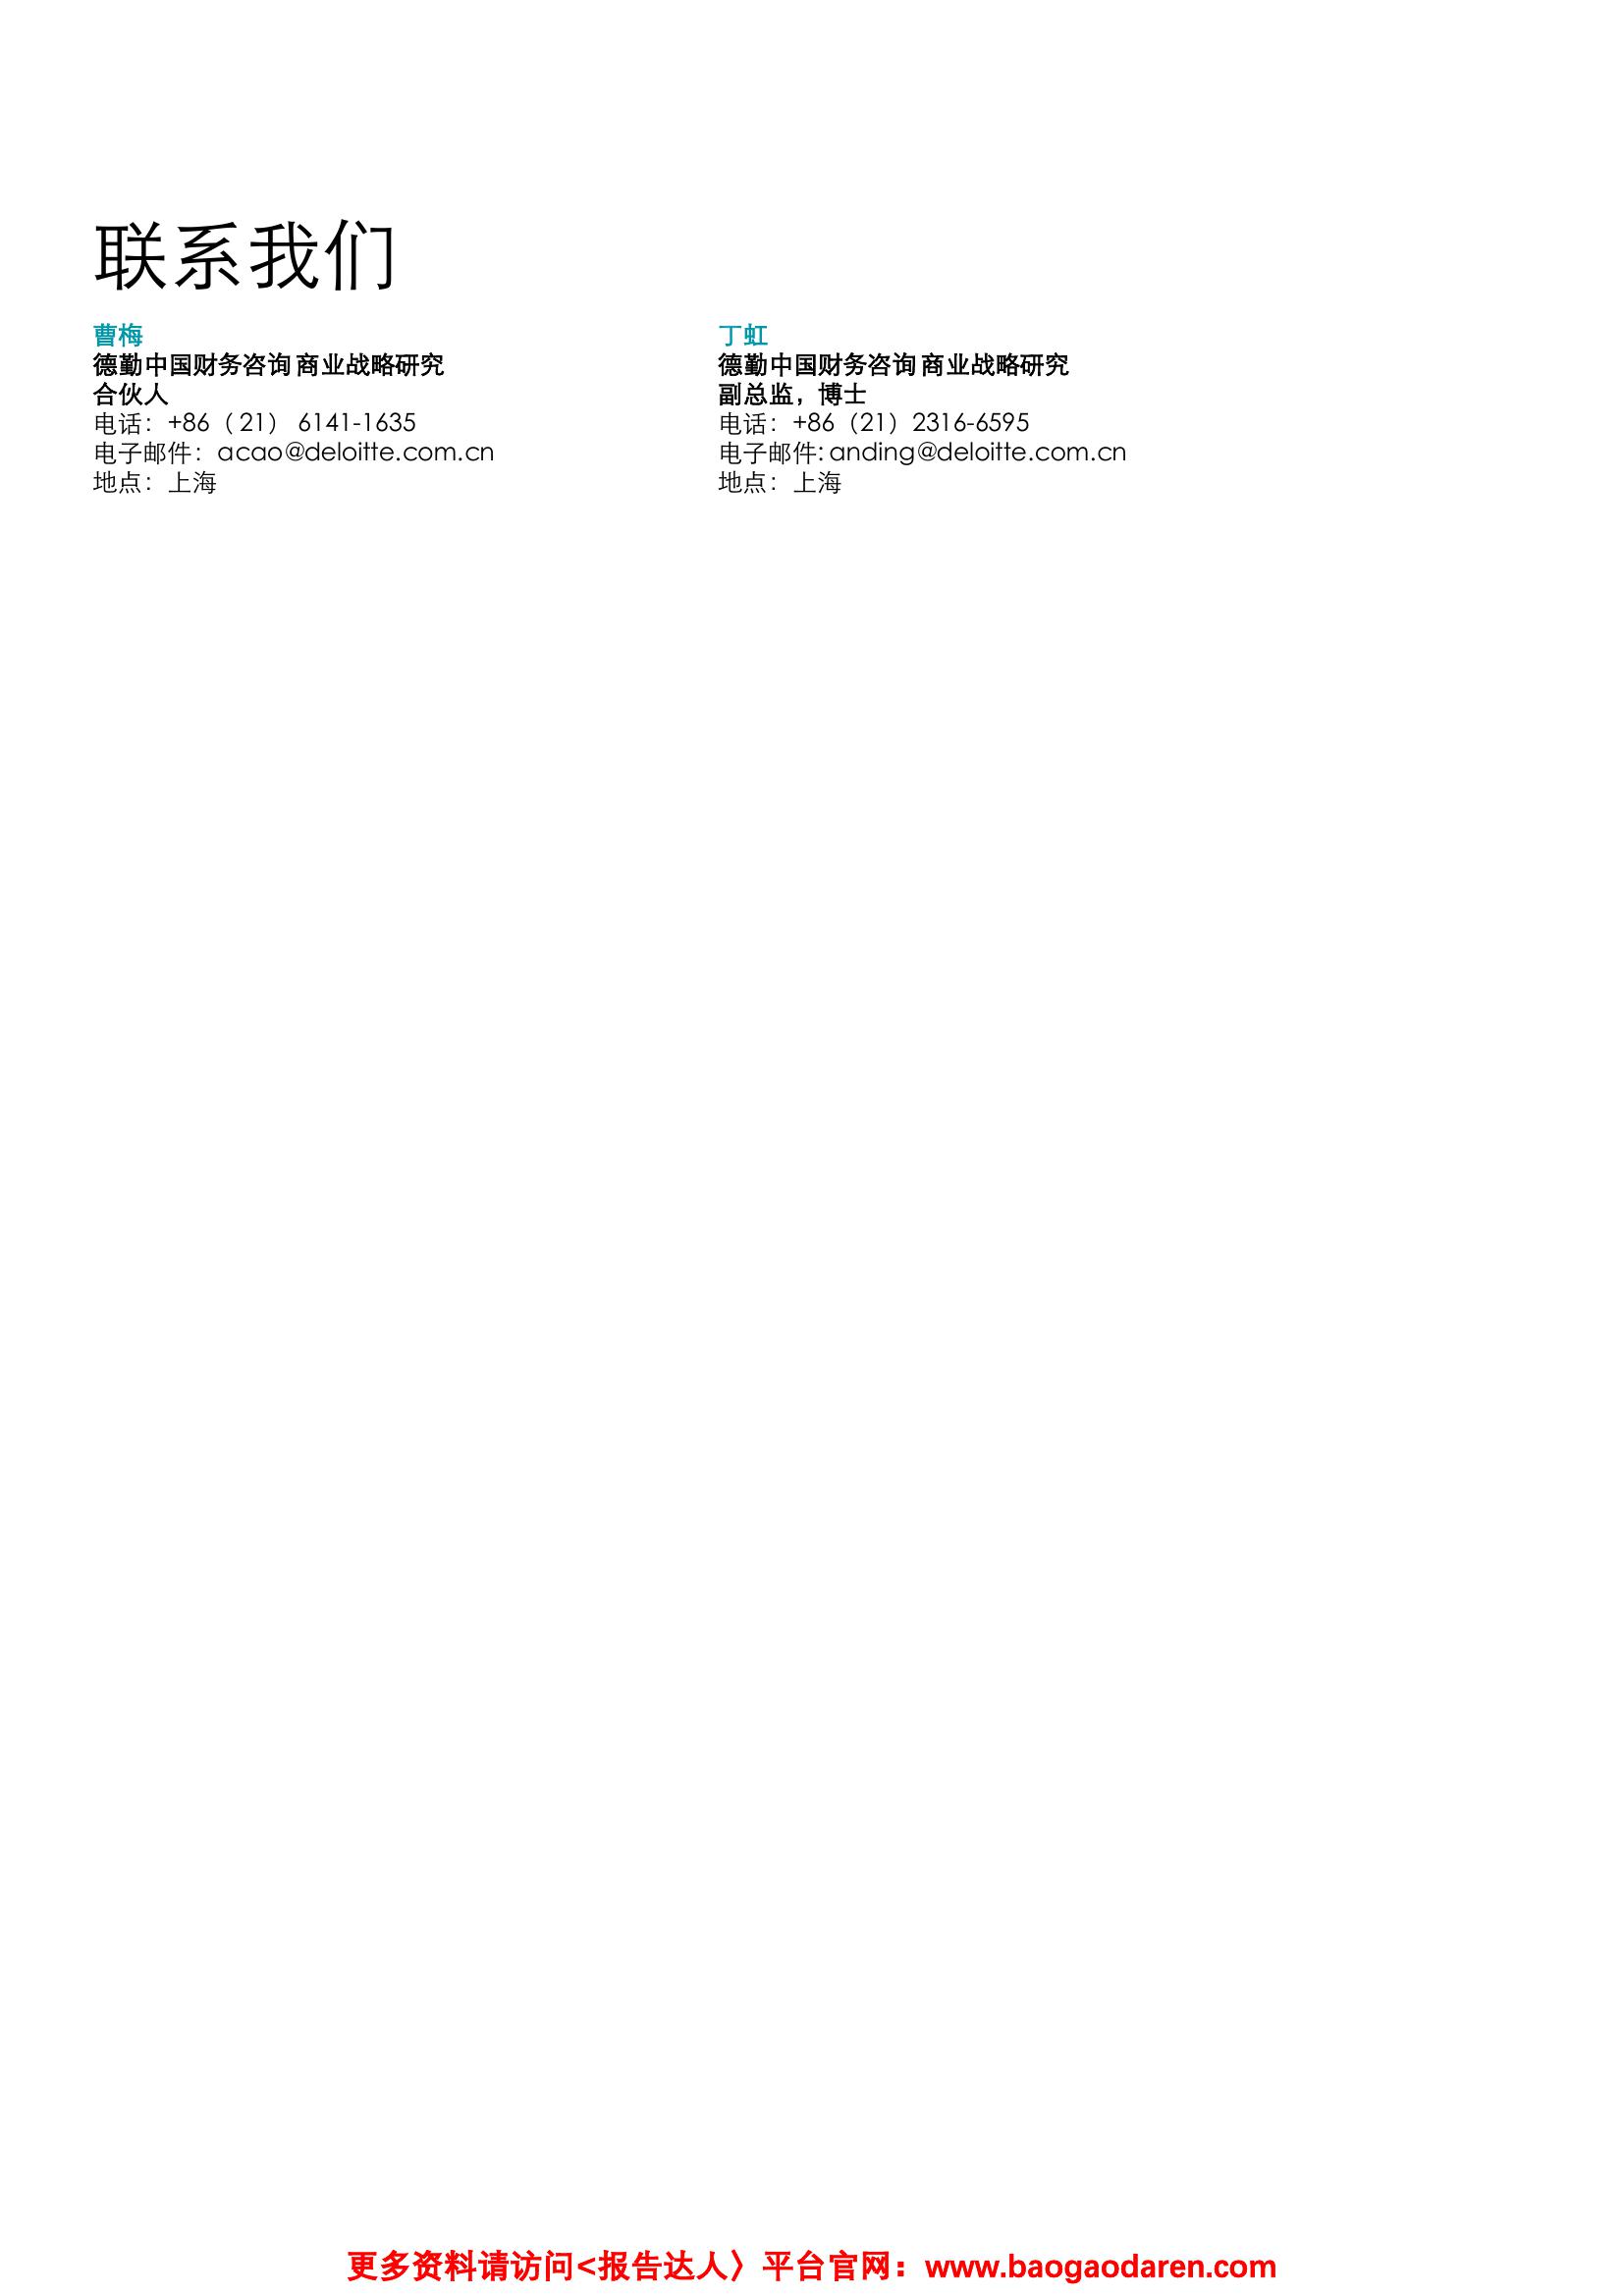 联系我们
曹梅
德勤中国财务咨询 商业战略研究
合伙人
电话：+86（21） 6141-1635
电子邮件：acao@deloitte.com.cn
地点：上海
丁虹
德勤中国财务咨询 商业战略研究
副总监，博士
电话：+86（21）2316-6595
电子邮件: anding@deloitte.com.cn
地点：上海
更多资料请访问<报告达人〉平台官网：www.baogaodaren.com